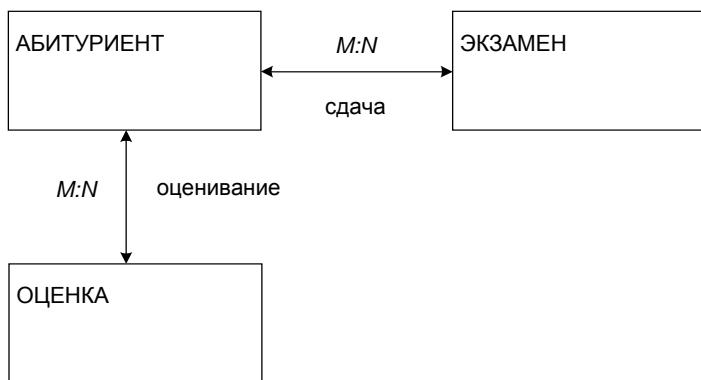 АБИТУРИЕНТ
M:N
ЭКЗАМЕН
сдача
M:N
оценивание
ОЦЕНКА